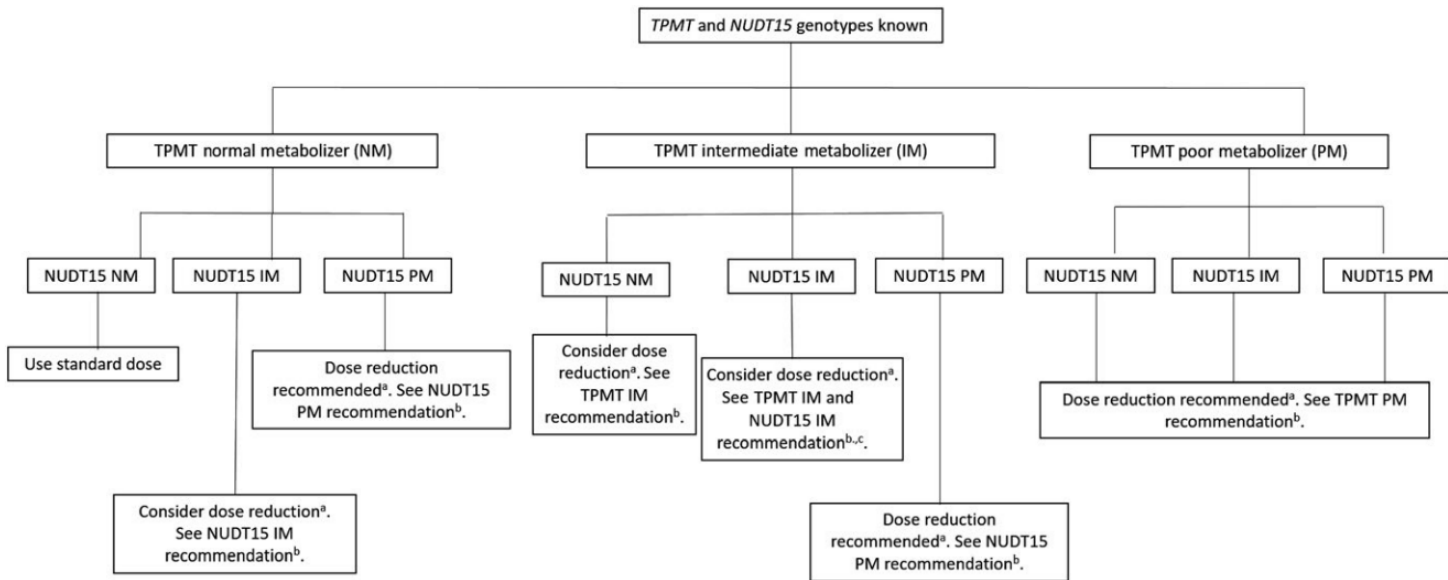 TPMT and NUDT15 genotypes known
TPMT normal metabolizer (NM)
TPMT intermediate metabolizer (IM)
TPMT poor metabolizer (PM)
NUDT15 NM
NUDT15 IM
NUDT15 PM
NUDT15 NM
NUDT15 IM
NUDT15 PM
NUDT15 NM
NUDT15 IM
NUDT15 PM
Use standard dose
Dose reduction
recommendedᵃ. See NUDT15
PM recommendationᵇ.
Consider dose reductionᵃ.
See NUDT15 IM
recommendationᵇ.
Consider dose
reductionᵃ. See
TPMT IM
recommendationᵇ.
Consider dose reductionᵃ.
See TPMT IM and
NUDT15 IM
recommendationᵇ·,ᶜ.
Dose reduction
recommendedᵃ. See NUDT15
PM recommendationᵇ.
Dose reduction recommendedᵃ. See TPMT PM
recommendationᵇ.